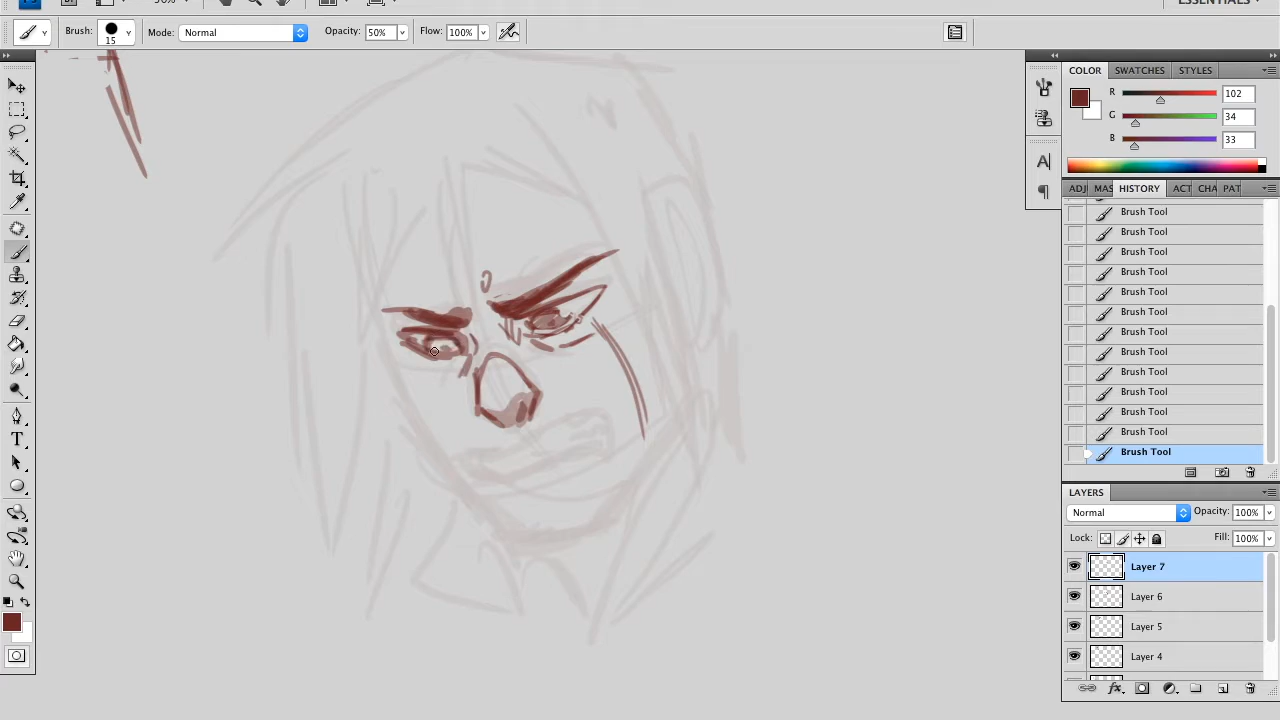 ESSENTIALS
Brush:
15
Mode: Normal
Opacity: 50%
Flow: 100%
COLOR SWATCHES STYLES
R 102
G 34
B 33
ADJ MAS HISTORY ACT CHA PAT
Brush Tool
Brush Tool
Brush Tool
Brush Tool
Brush Tool
Brush Tool
Brush Tool
Brush Tool
Brush Tool
Brush Tool
Brush Tool
Brush Tool
Brush Tool
LAYERS
Normal Opacity: 100%
Lock: Fill: 100%
Layer 7
Layer 6
Layer 5
Layer 4